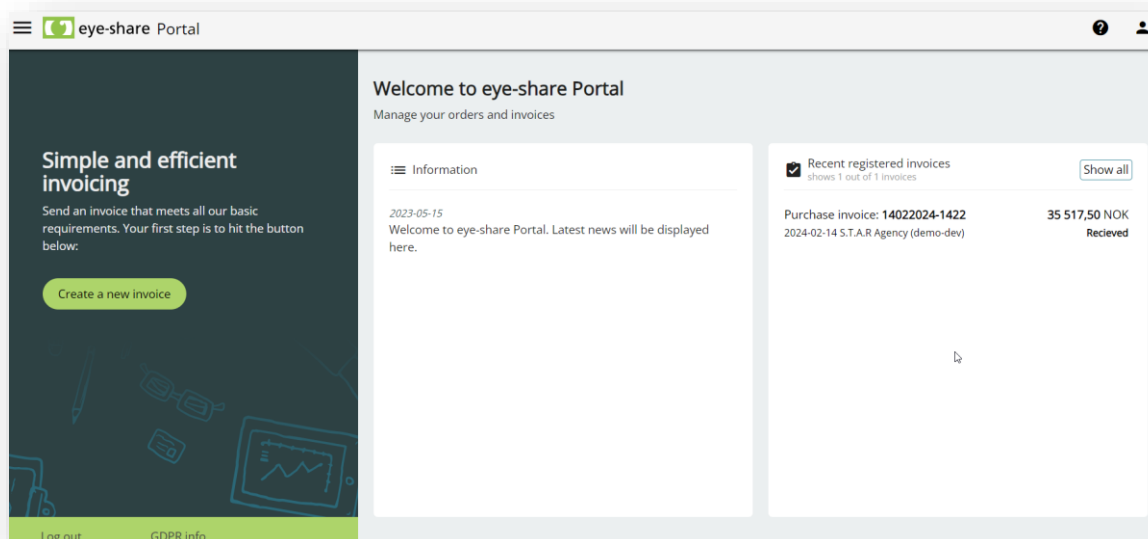 eye-share Portal
Simple and efficient
invoicing
Send an invoice that meets all our basic
requirements. Your first step is to hit the button
below:
Create a new invoice
Log out
GDPR info
Welcome to eye-share Portal
Manage your orders and invoices
Information
2023-05-15
Welcome to eye-share Portal. Latest news will be displayed
here.
Recent registered invoices
shows 1 out of 1 invoices
Show all
Purchase invoice: 14022024-1422
35 517,50 NOK
2024-02-14 S.T.A.R Agency (demo-dev)
Recieved